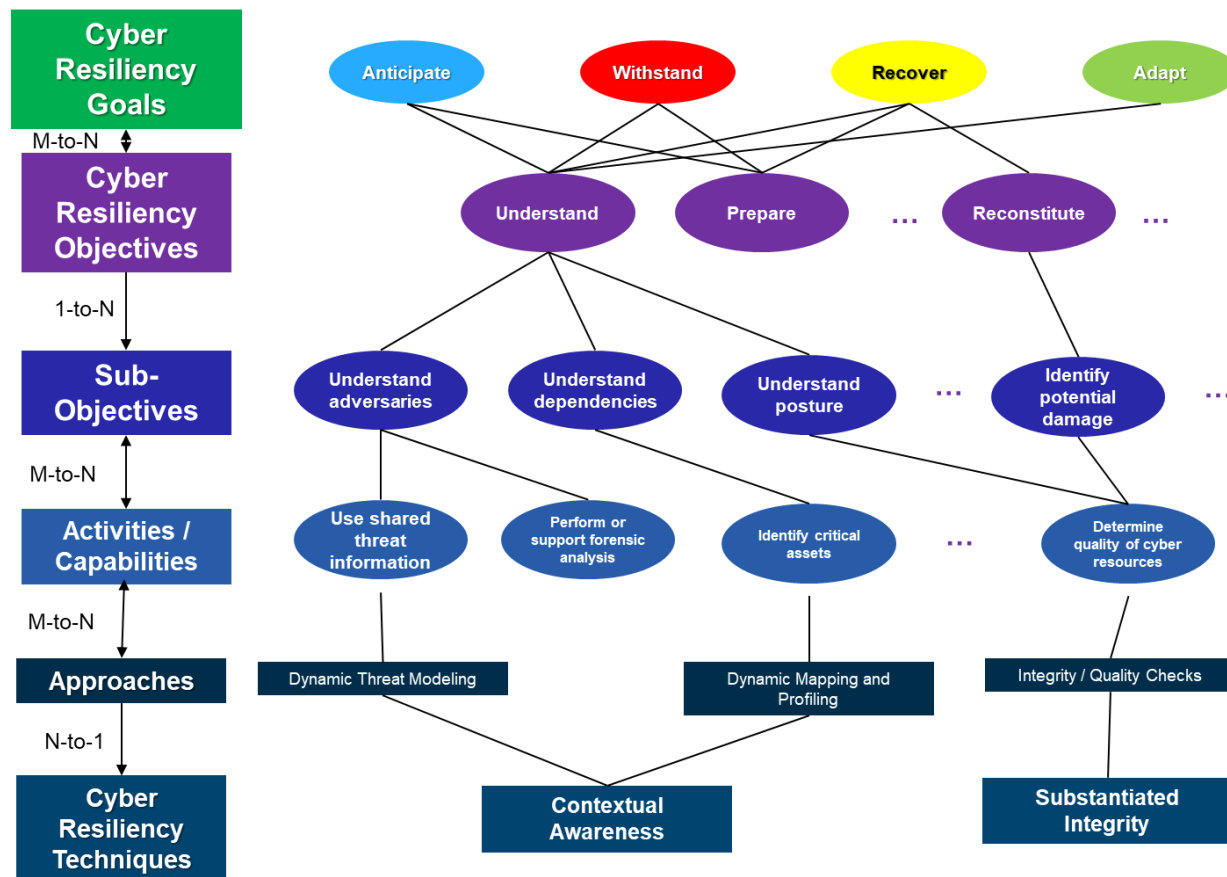 Cyber
Resiliency
Goals
Anticipate
Withstand
Recover
Adapt
M-to-N
Cyber
Resiliency
Objectives
Understand
Prepare
...
Reconstitute
...
1-to-N
Sub-
Objectives
Understand
adversaries
Understand
dependencies
Understand
posture
...
Identify
potential
damage
...
M-to-N
Activities /
Capabilities
Use shared
threat
information
Perform or
support forensic
analysis
Identify critical
assets
...
Determine
quality of cyber
resources
M-to-N
Approaches
Dynamic Threat Modeling
Dynamic Mapping and
Profiling
Integrity / Quality Checks
N-to-1
Cyber
Resiliency
Techniques
Contextual
Awareness
Substantiated
Integrity